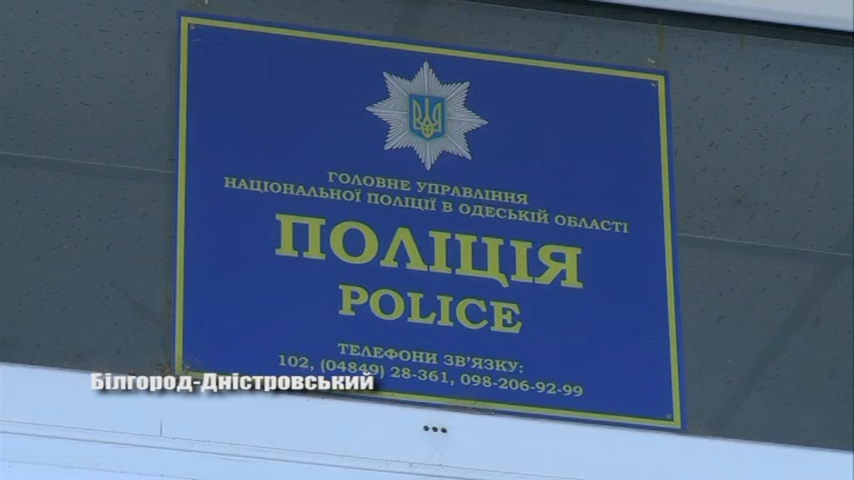 ГОЛОВНЕ УПРАВЛІННЯ
НАЦІОНАЛЬНОЇ ПОЛІЦІЇ В ОДЕСЬКІЙ ОБЛАСТІ
ПОЛІЦІЯ
POLICE
ТЕЛЕФОНИ ЗВ'ЯЗКУ:
102, (04849) 28-361, 098-206-92-99
Білгород-Дністровський